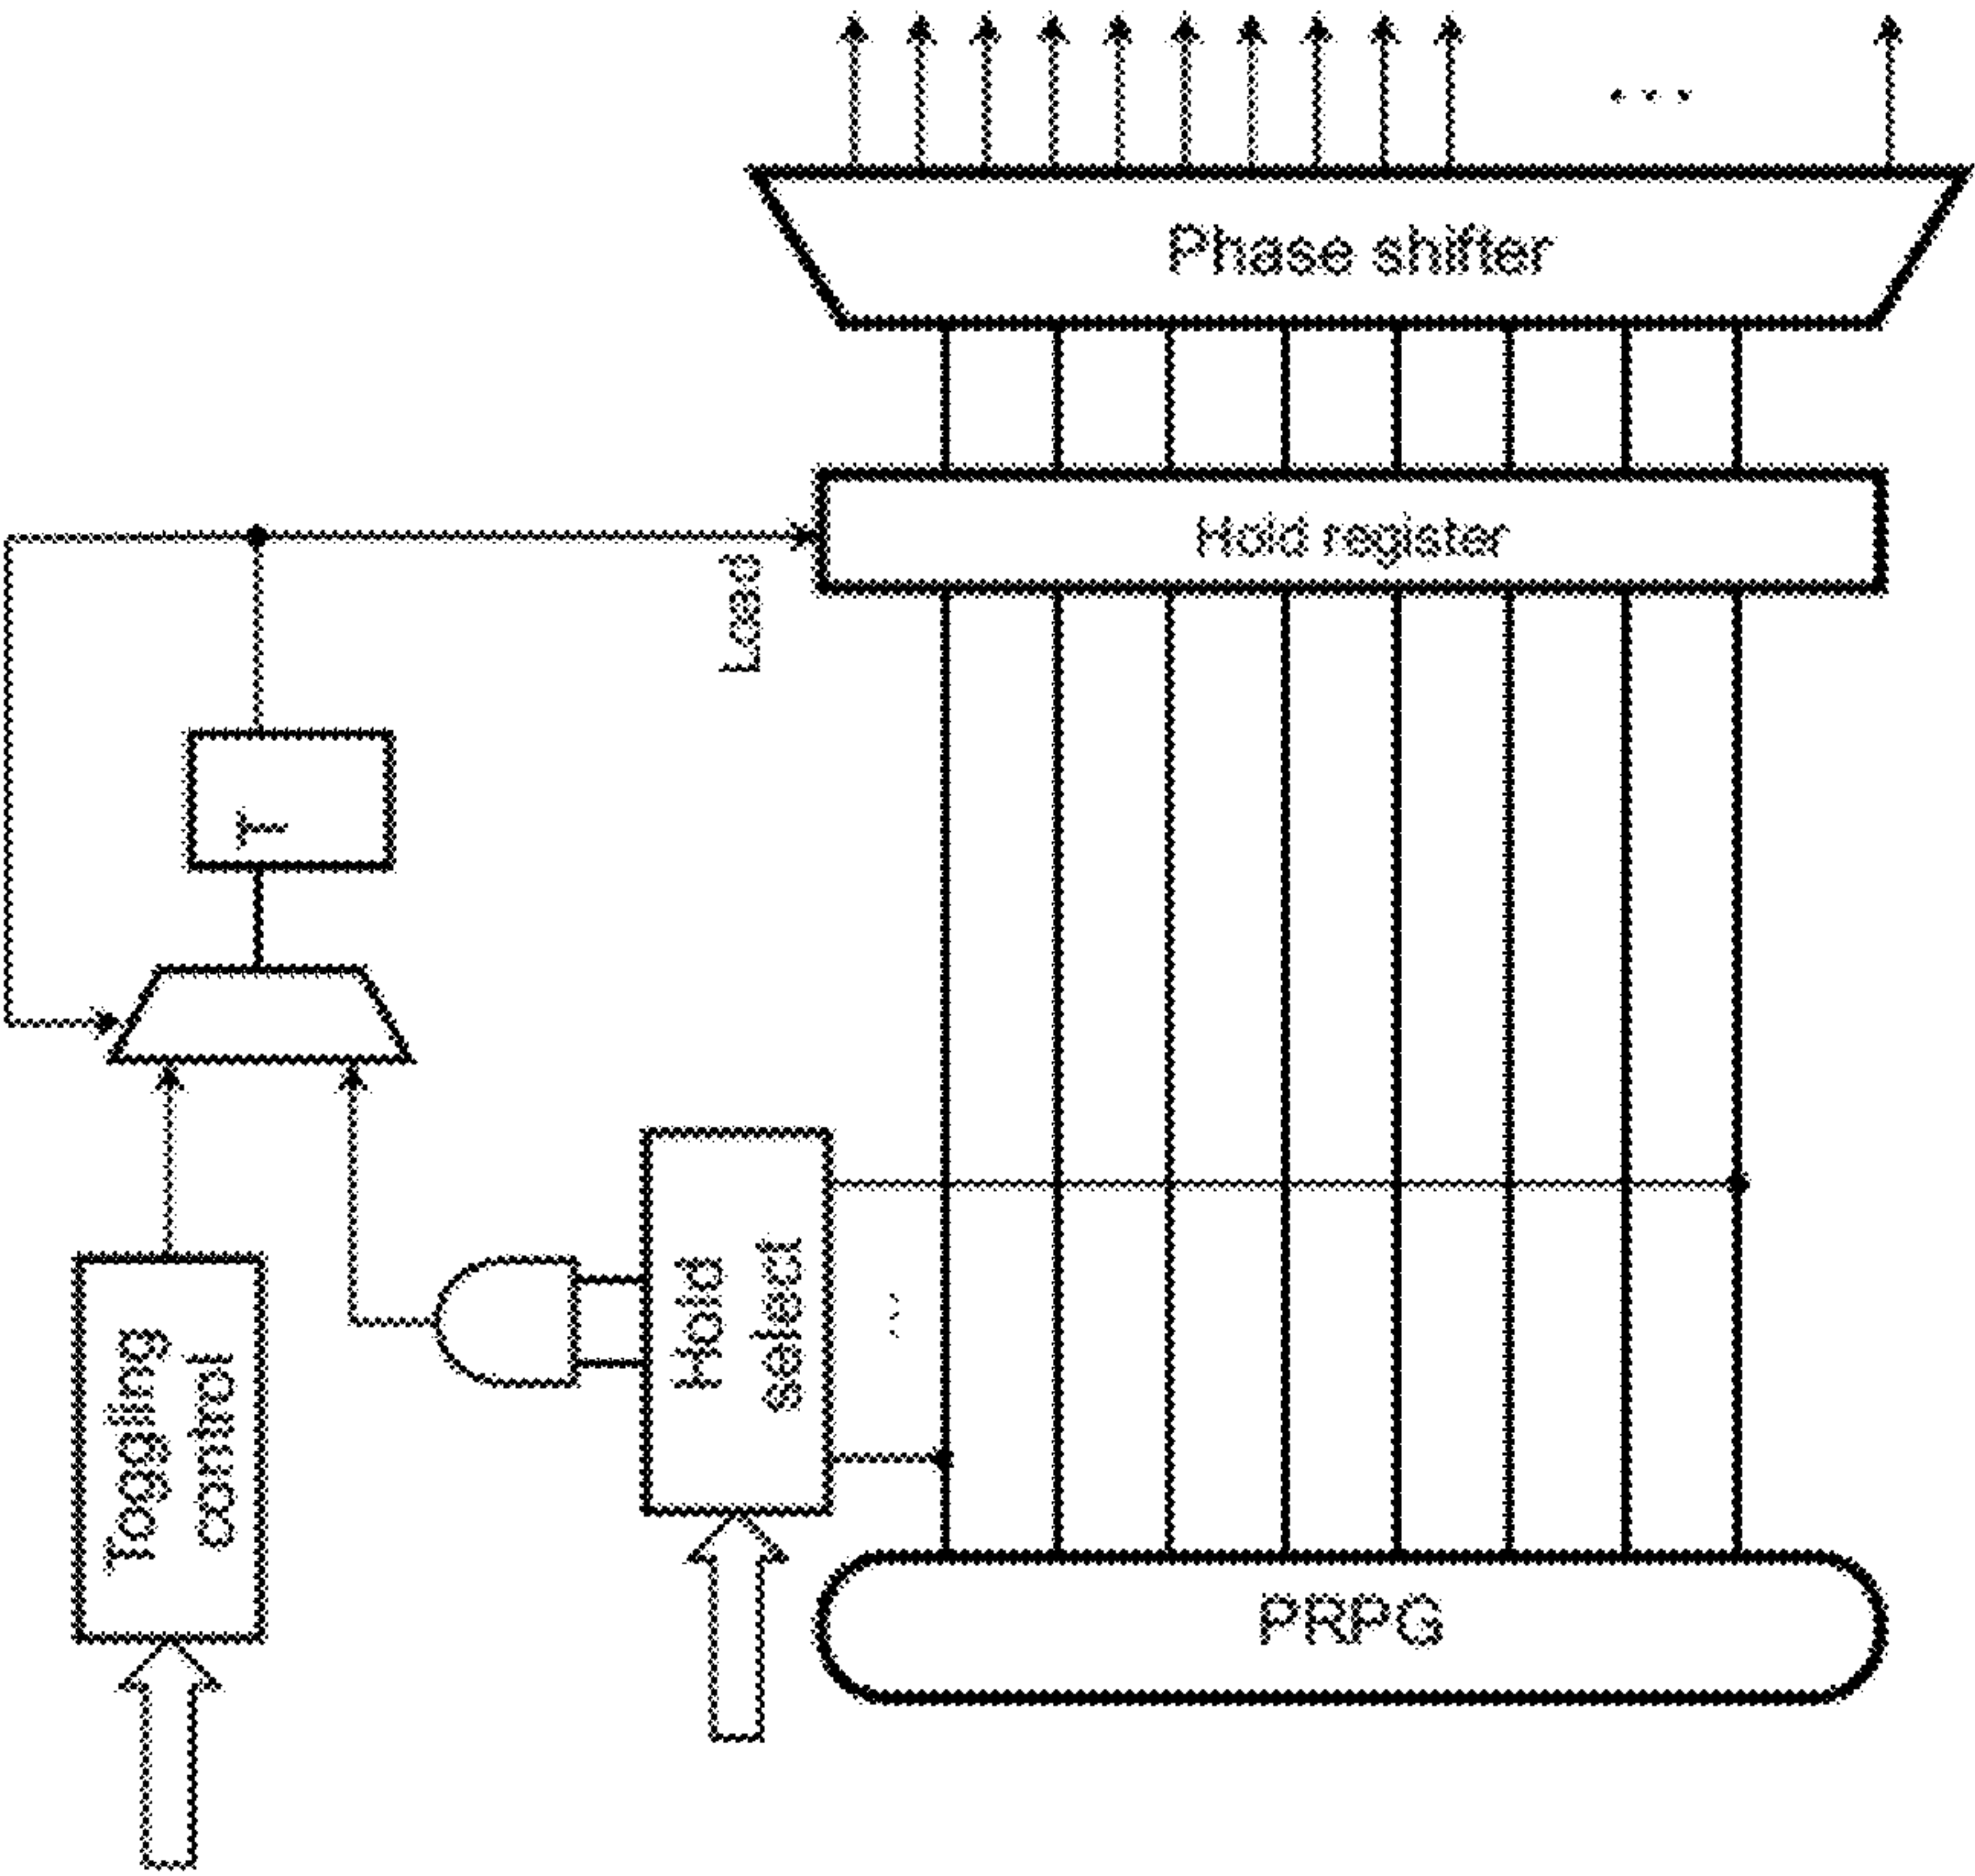 ...
Phase shifter
Hold register
Load
T
Hold
select
...
Toggling
control
PRPG